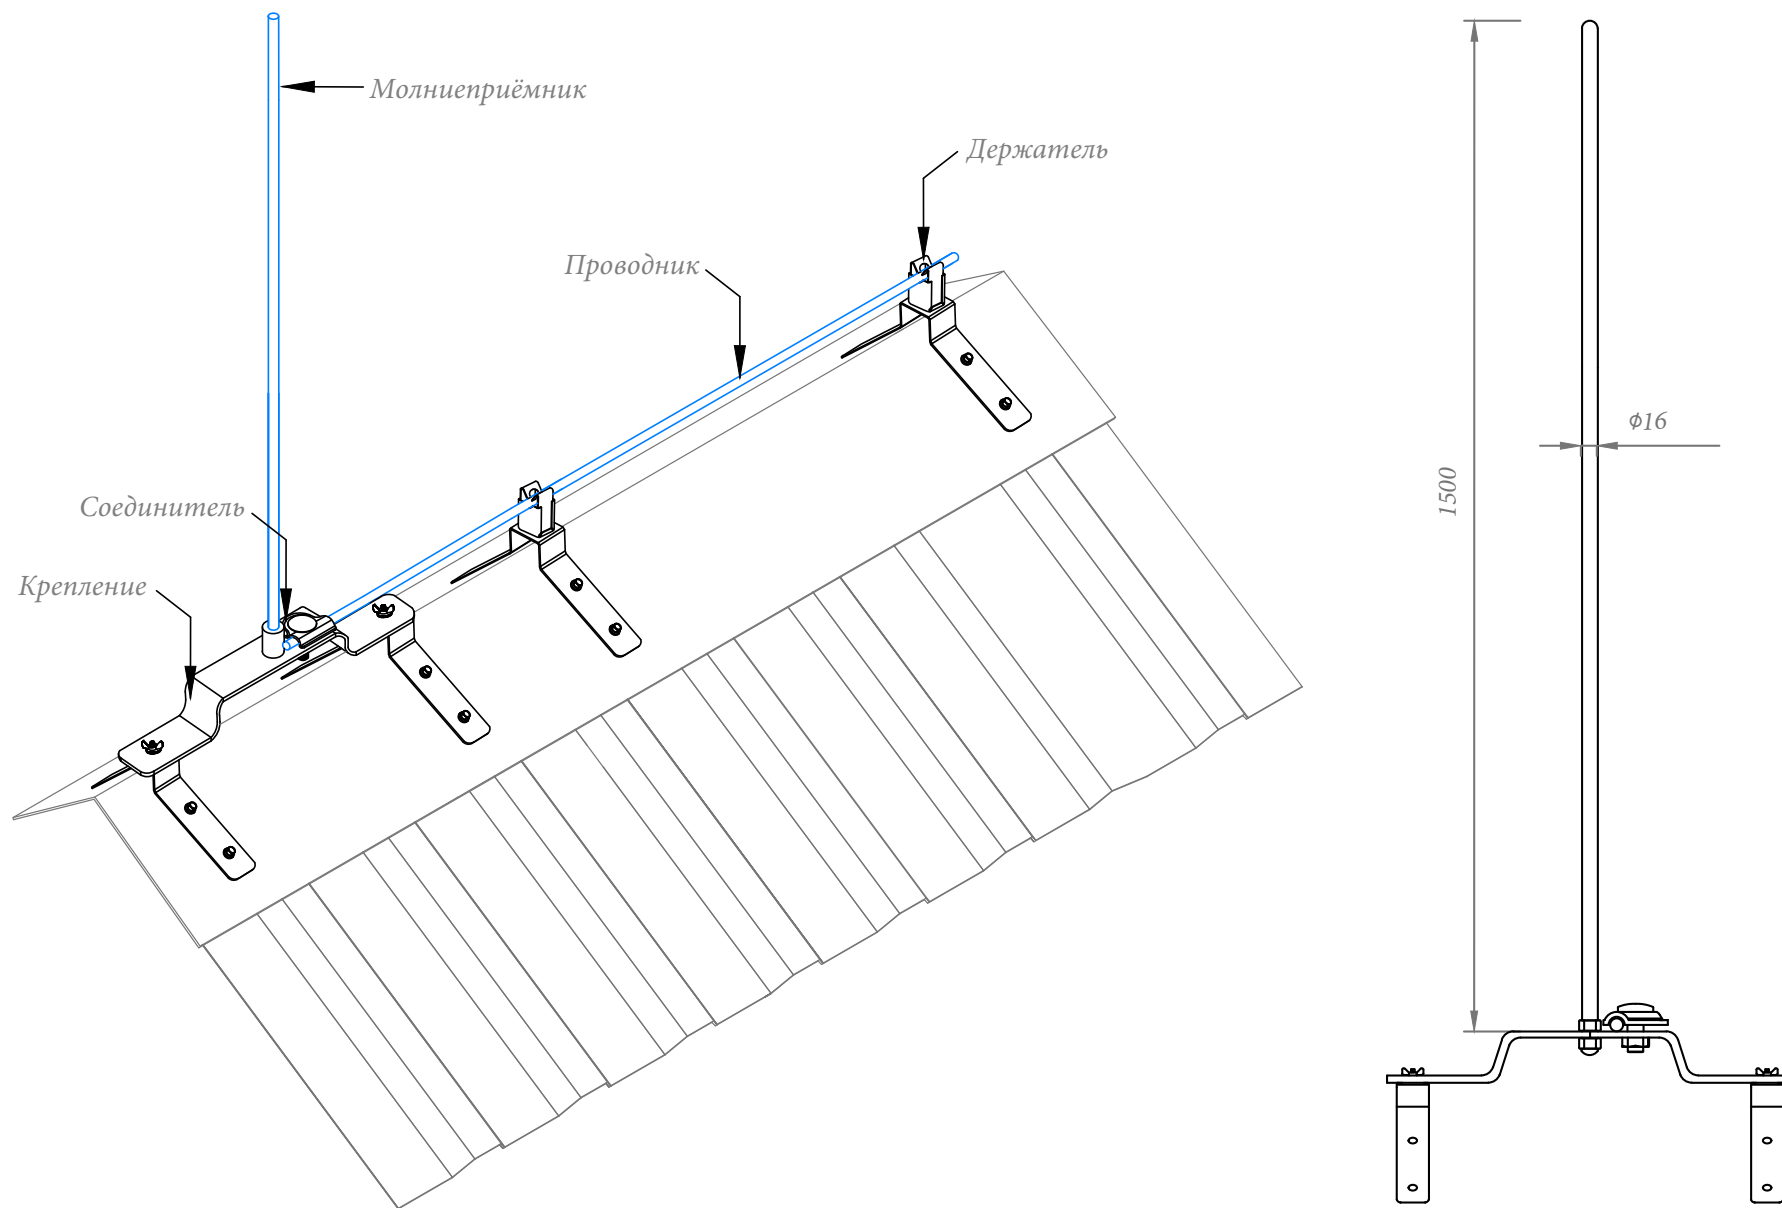 Молниеприёмник
Держатель
Проводник
Соединитель
Крепление
1500
ϕ16